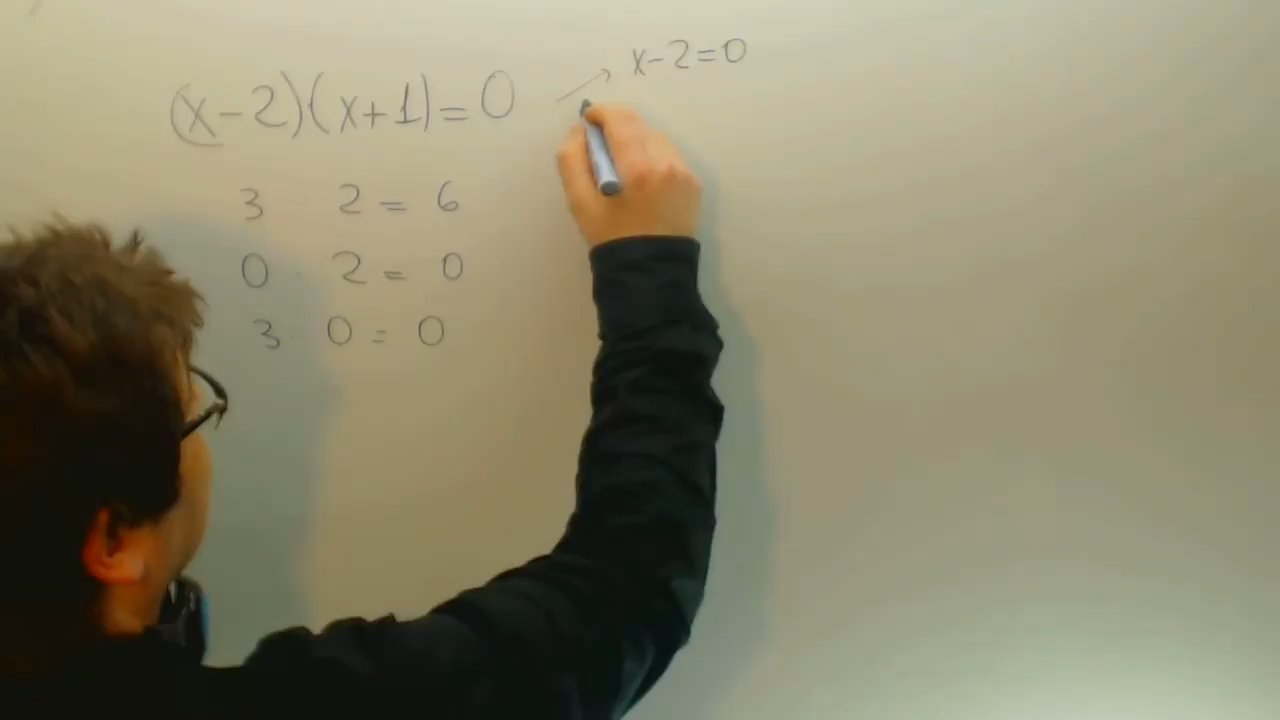 (x-2)(x+1)=0
x-2=0
3 2 = 6
0 · 2 = 0
3 · 0 = 0